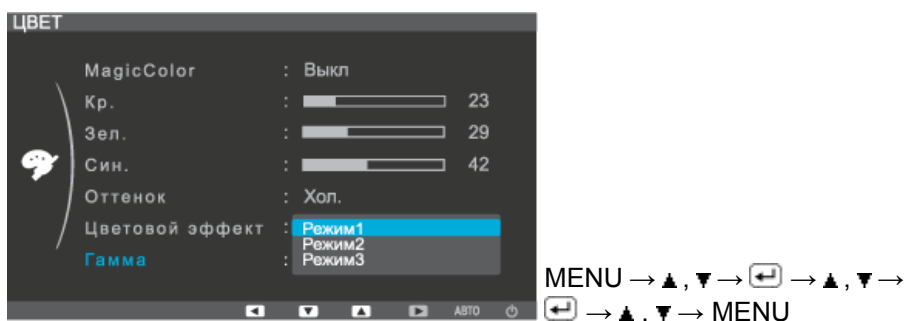 ЦВЕТ
MagicColor : Выкл
Кр. : 23
Зел. : 29
Син. : 42
Оттенок : Хол.
Цветовой эффект : Режим1
Режим2
Гамма : Режим3
АВТО
MENU → ▲ , ▼ → ↵ → ▲ , ▼ →
↵ → ▲ , ▼ → MENU